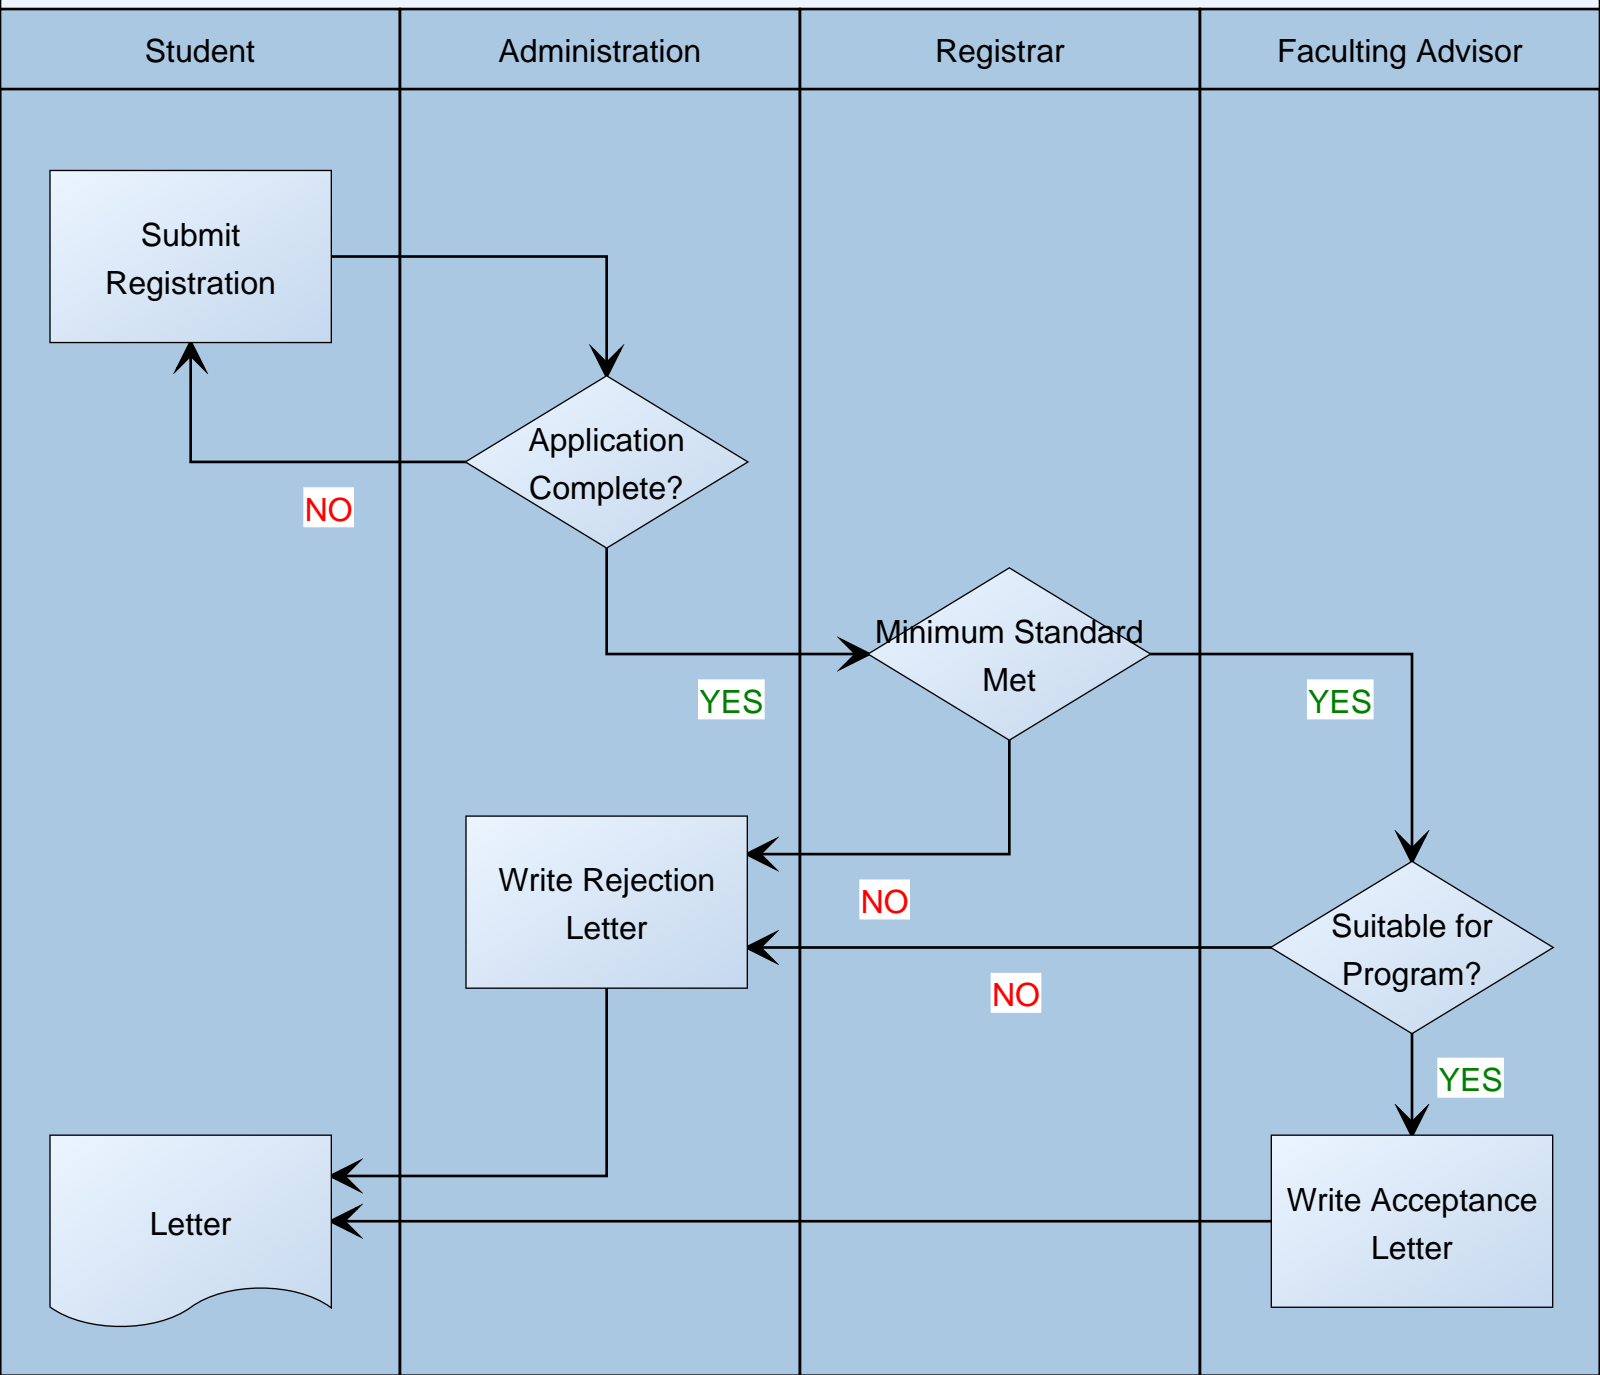 Student
Administration
Registrar
Faculting Advisor
Submit
Registration
Application
Complete?
NO
Minimum Standard
Met
YES
YES
Write Rejection
Letter
NO
Suitable for
Program?
NO
YES
Letter
Write Acceptance
Letter